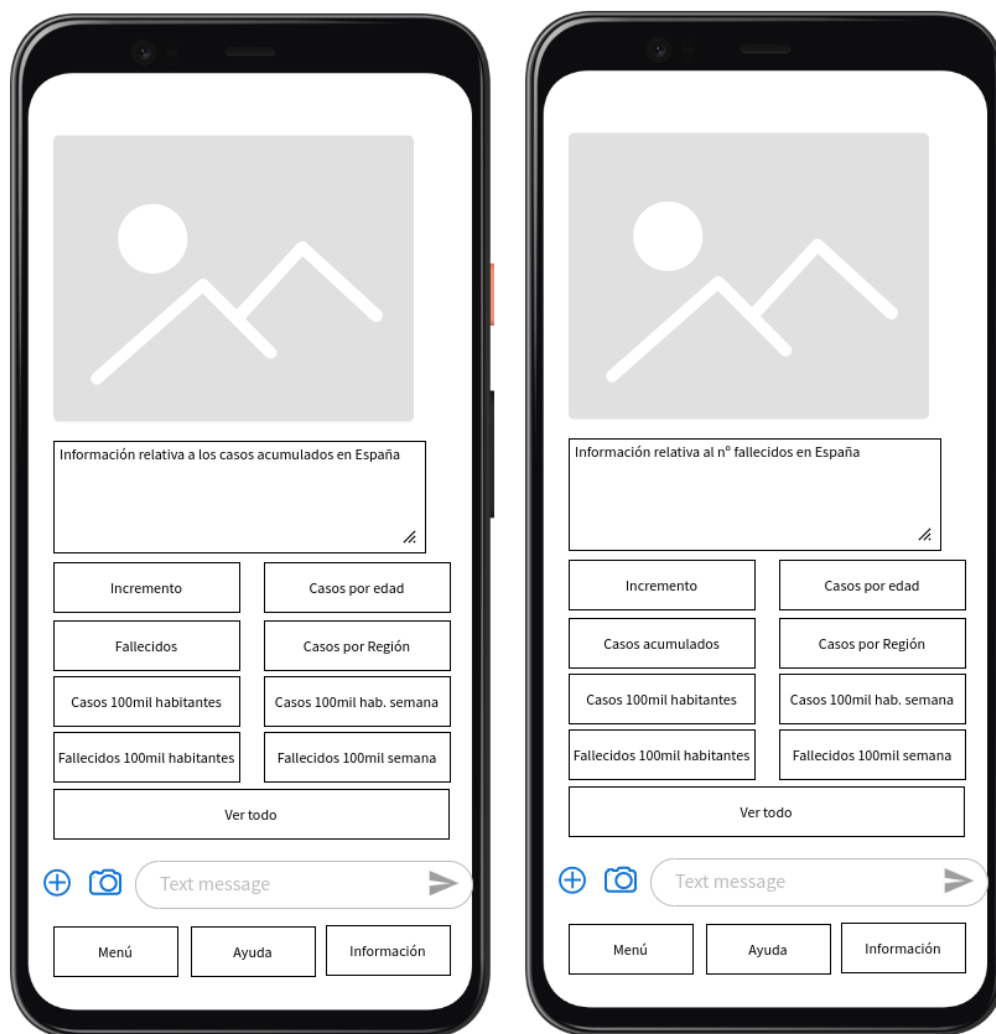 Información relativa a los casos acumulados en España
Incremento
Casos por edad
Fallecidos
Casos por Región
Casos 100mil habitantes
Casos 100mil hab. semana
Fallecidos 100mil habitantes
Fallecidos 100mil semana
Ver todo
Text message
Menú
Ayuda
Información
Información relativa al nº fallecidos en España
Incremento
Casos por edad
Casos acumulados
Casos por Región
Casos 100mil habitantes
Casos 100mil hab. semana
Fallecidos 100mil habitantes
Fallecidos 100mil semana
Ver todo
Text message
Menú
Ayuda
Información